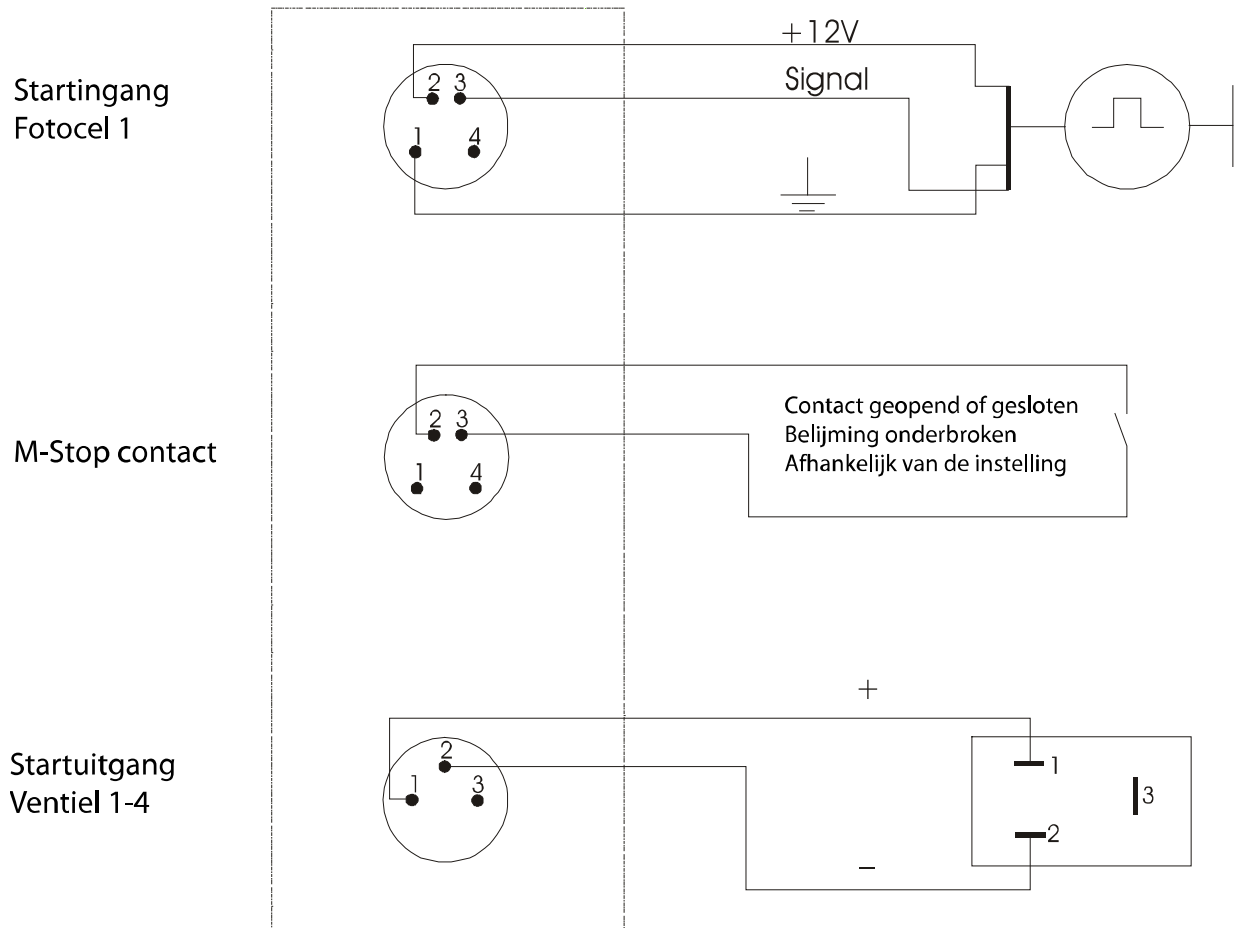 +12V
Startingang
Fotocel 1
2 3
Signal
1 4
M-Stop contact
2 3
1 4
Contact geopend of gesloten
Belijming onderbroken
Afhankelijk van de instelling
Startuitgang
Ventiel 1-4
2
1 3
+
−
1
3
2